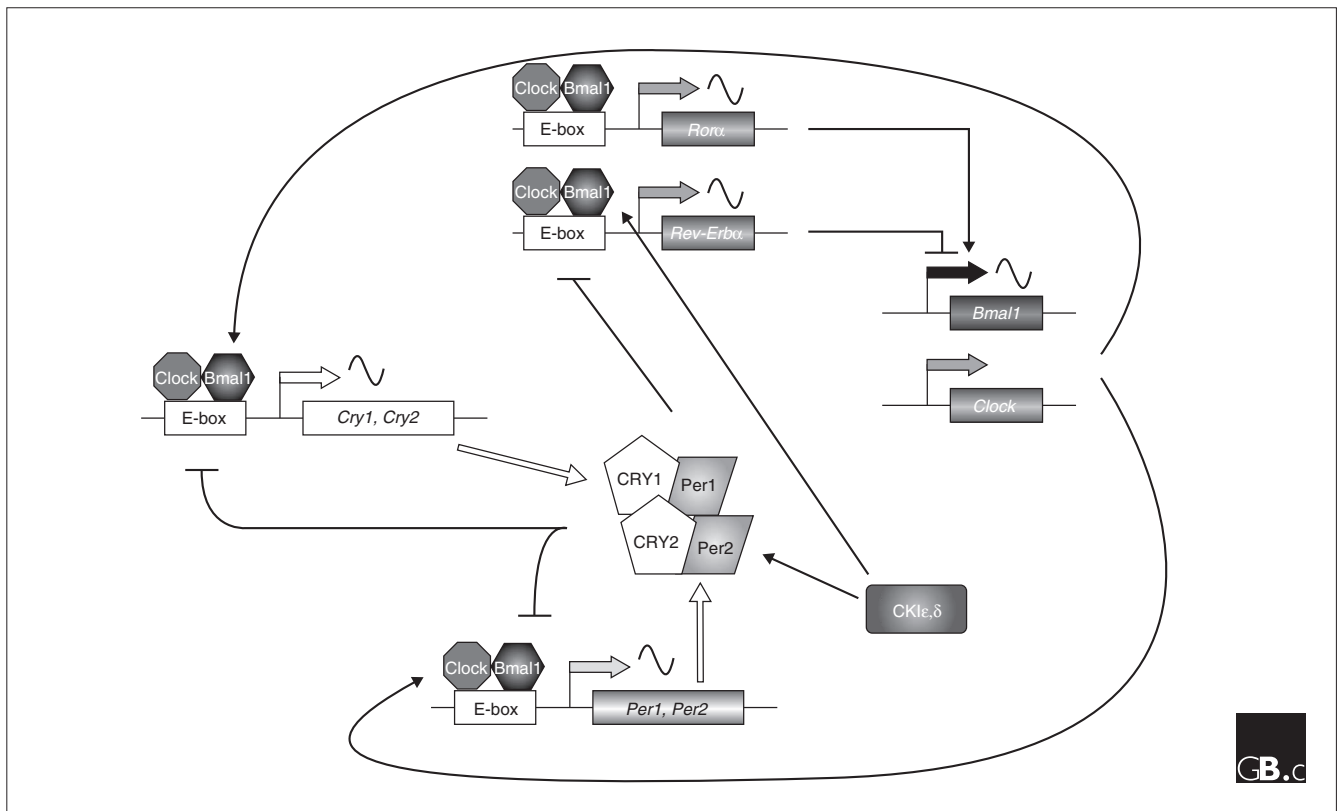 Clock Bmal1
E-box
Rorα
Clock Bmal1
E-box
Rev-Erbα
Bmal1
Clock Bmal1
E-box
Cry1, Cry2
Clock
CRY1 Per1
CRY2 Per2
CKIε,δ
Clock Bmal1
E-box
Per1, Per2
GB.c